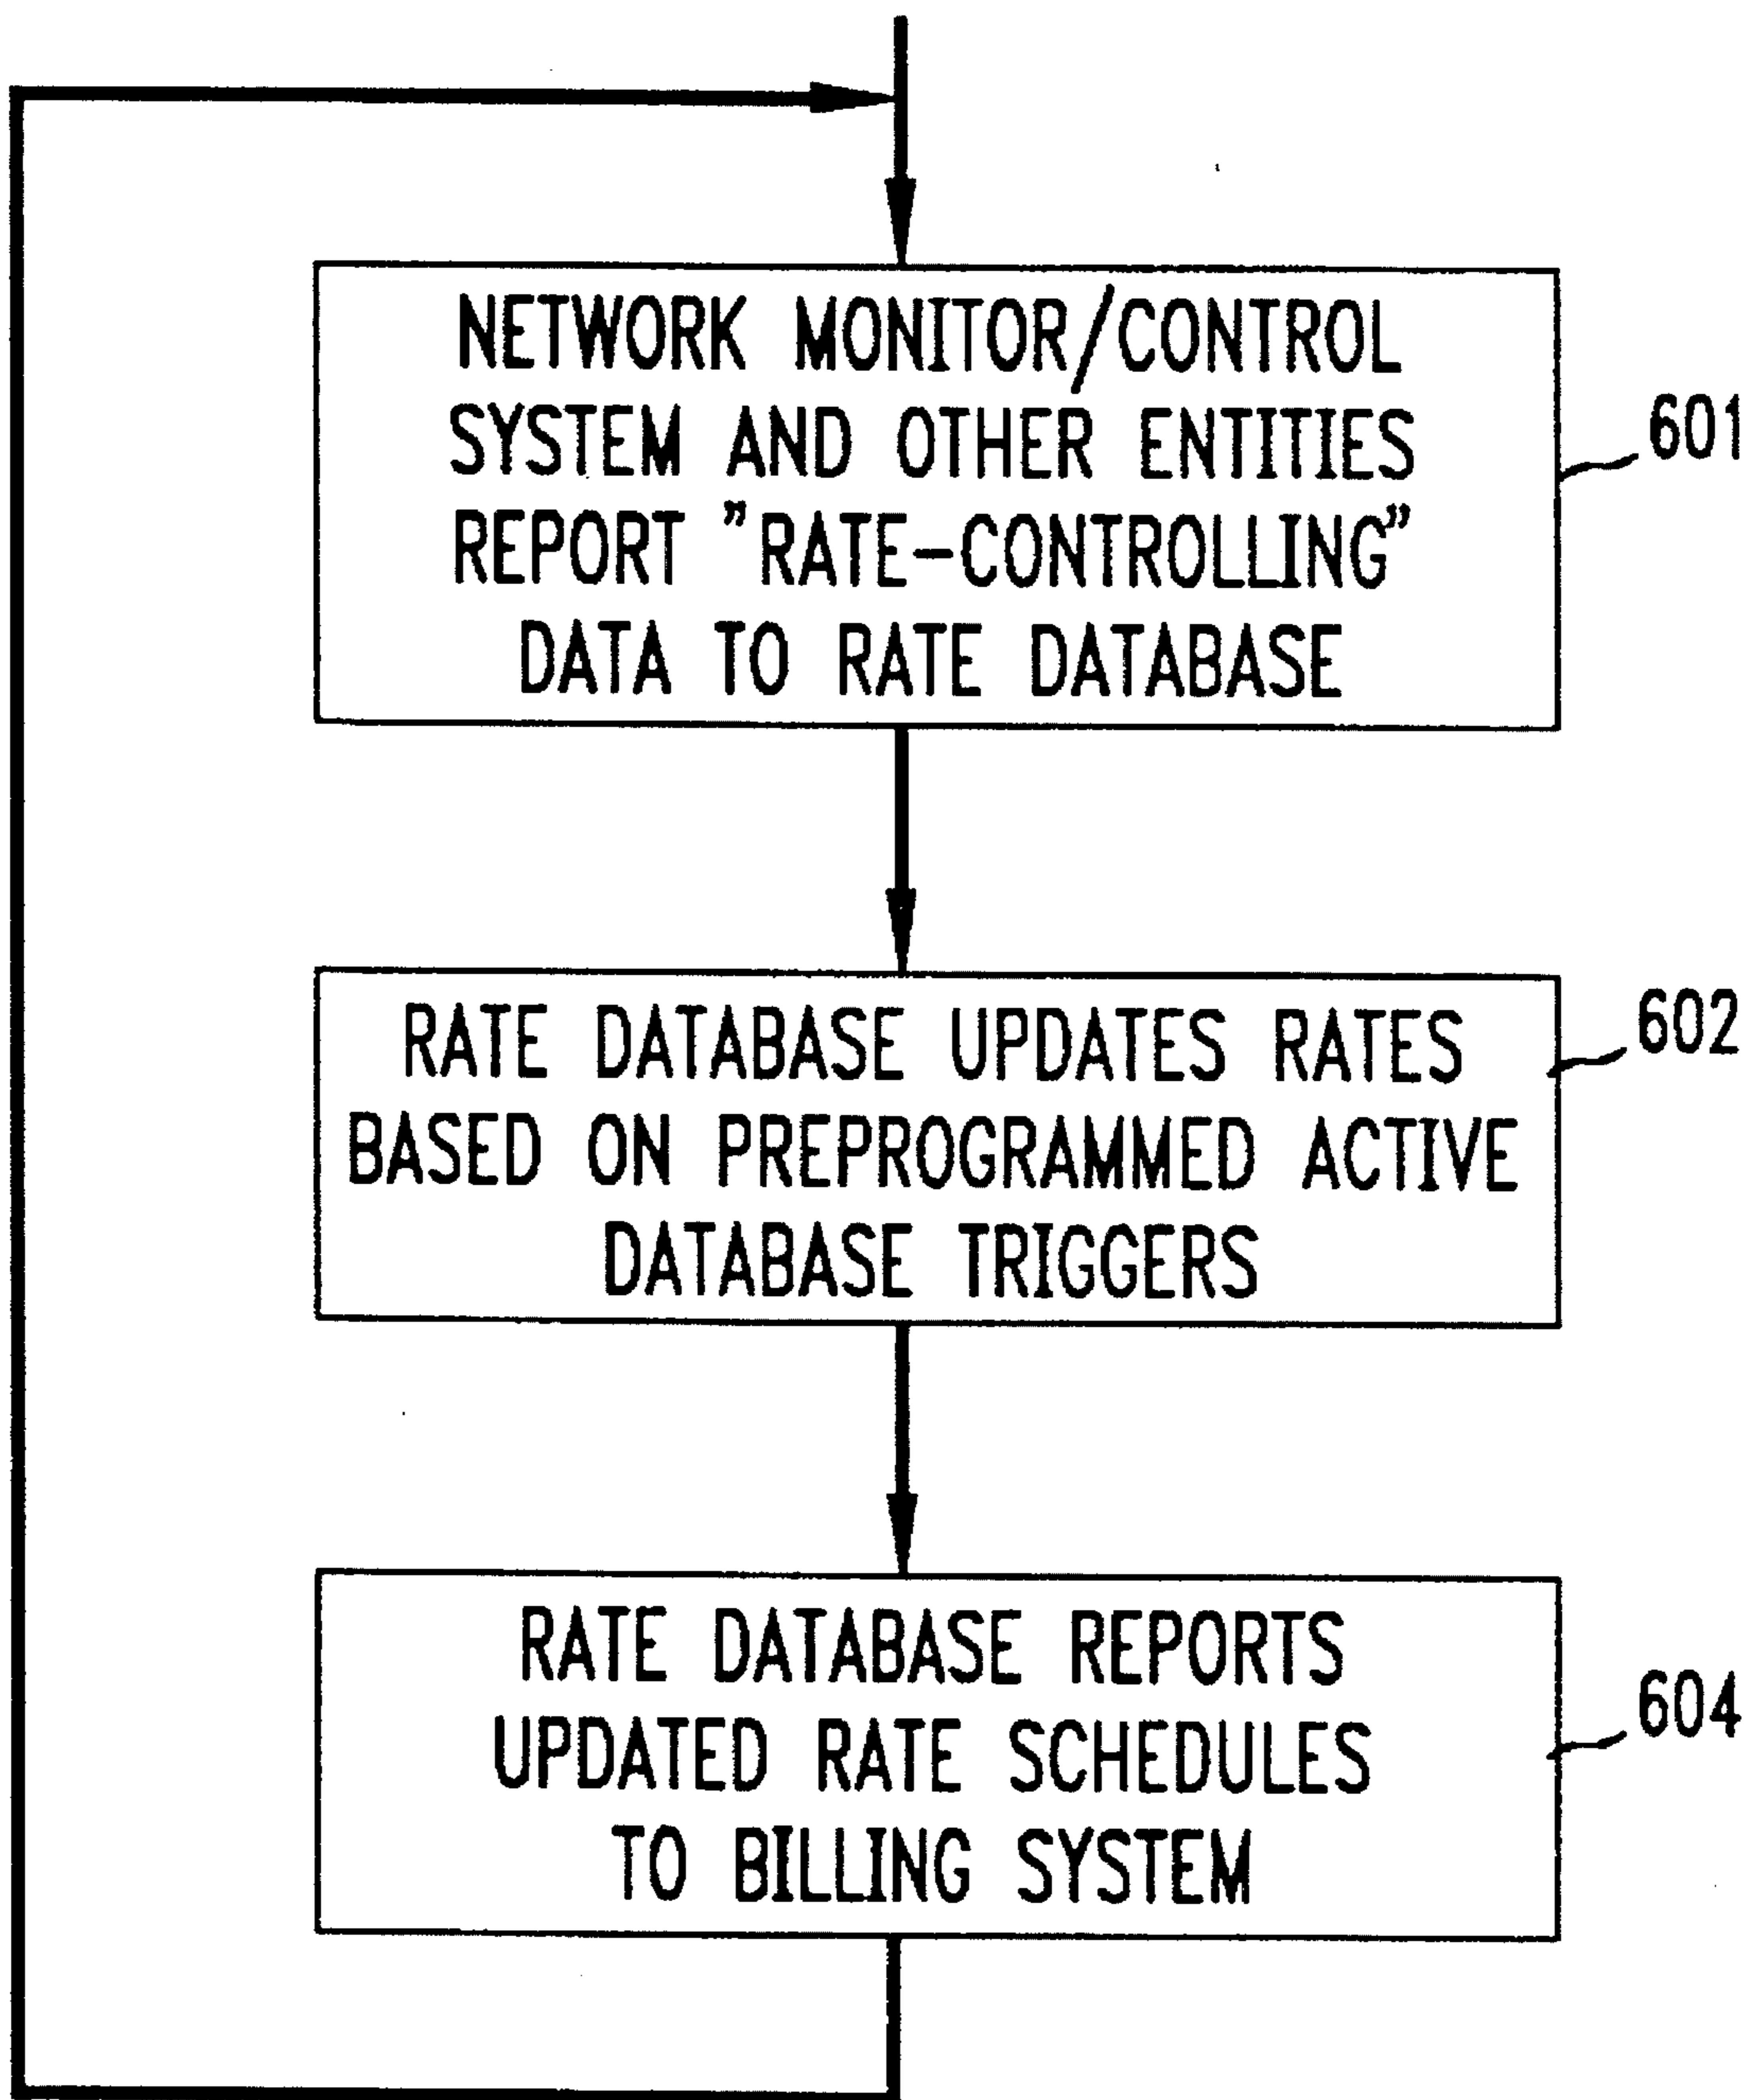 NETWORK MONITOR/CONTROL
SYSTEM AND OTHER ENTITIES
REPORT "RATE-CONTROLLING"
DATA TO RATE DATABASE
601
RATE DATABASE UPDATES RATES
BASED ON PREPROGRAMMED ACTIVE
DATABASE TRIGGERS
602
RATE DATABASE REPORTS
UPDATED RATE SCHEDULES
TO BILLING SYSTEM
604